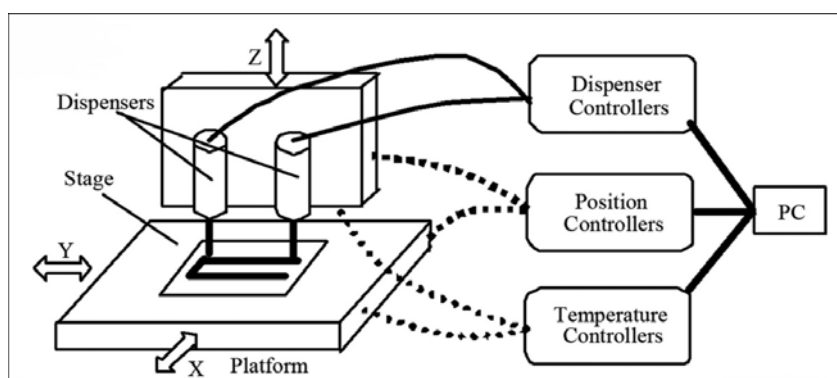 Z
Dispensers
Dispenser
Controllers
Stage
Position
Controllers
PC
Y
Temperature
Controllers
X
Platform